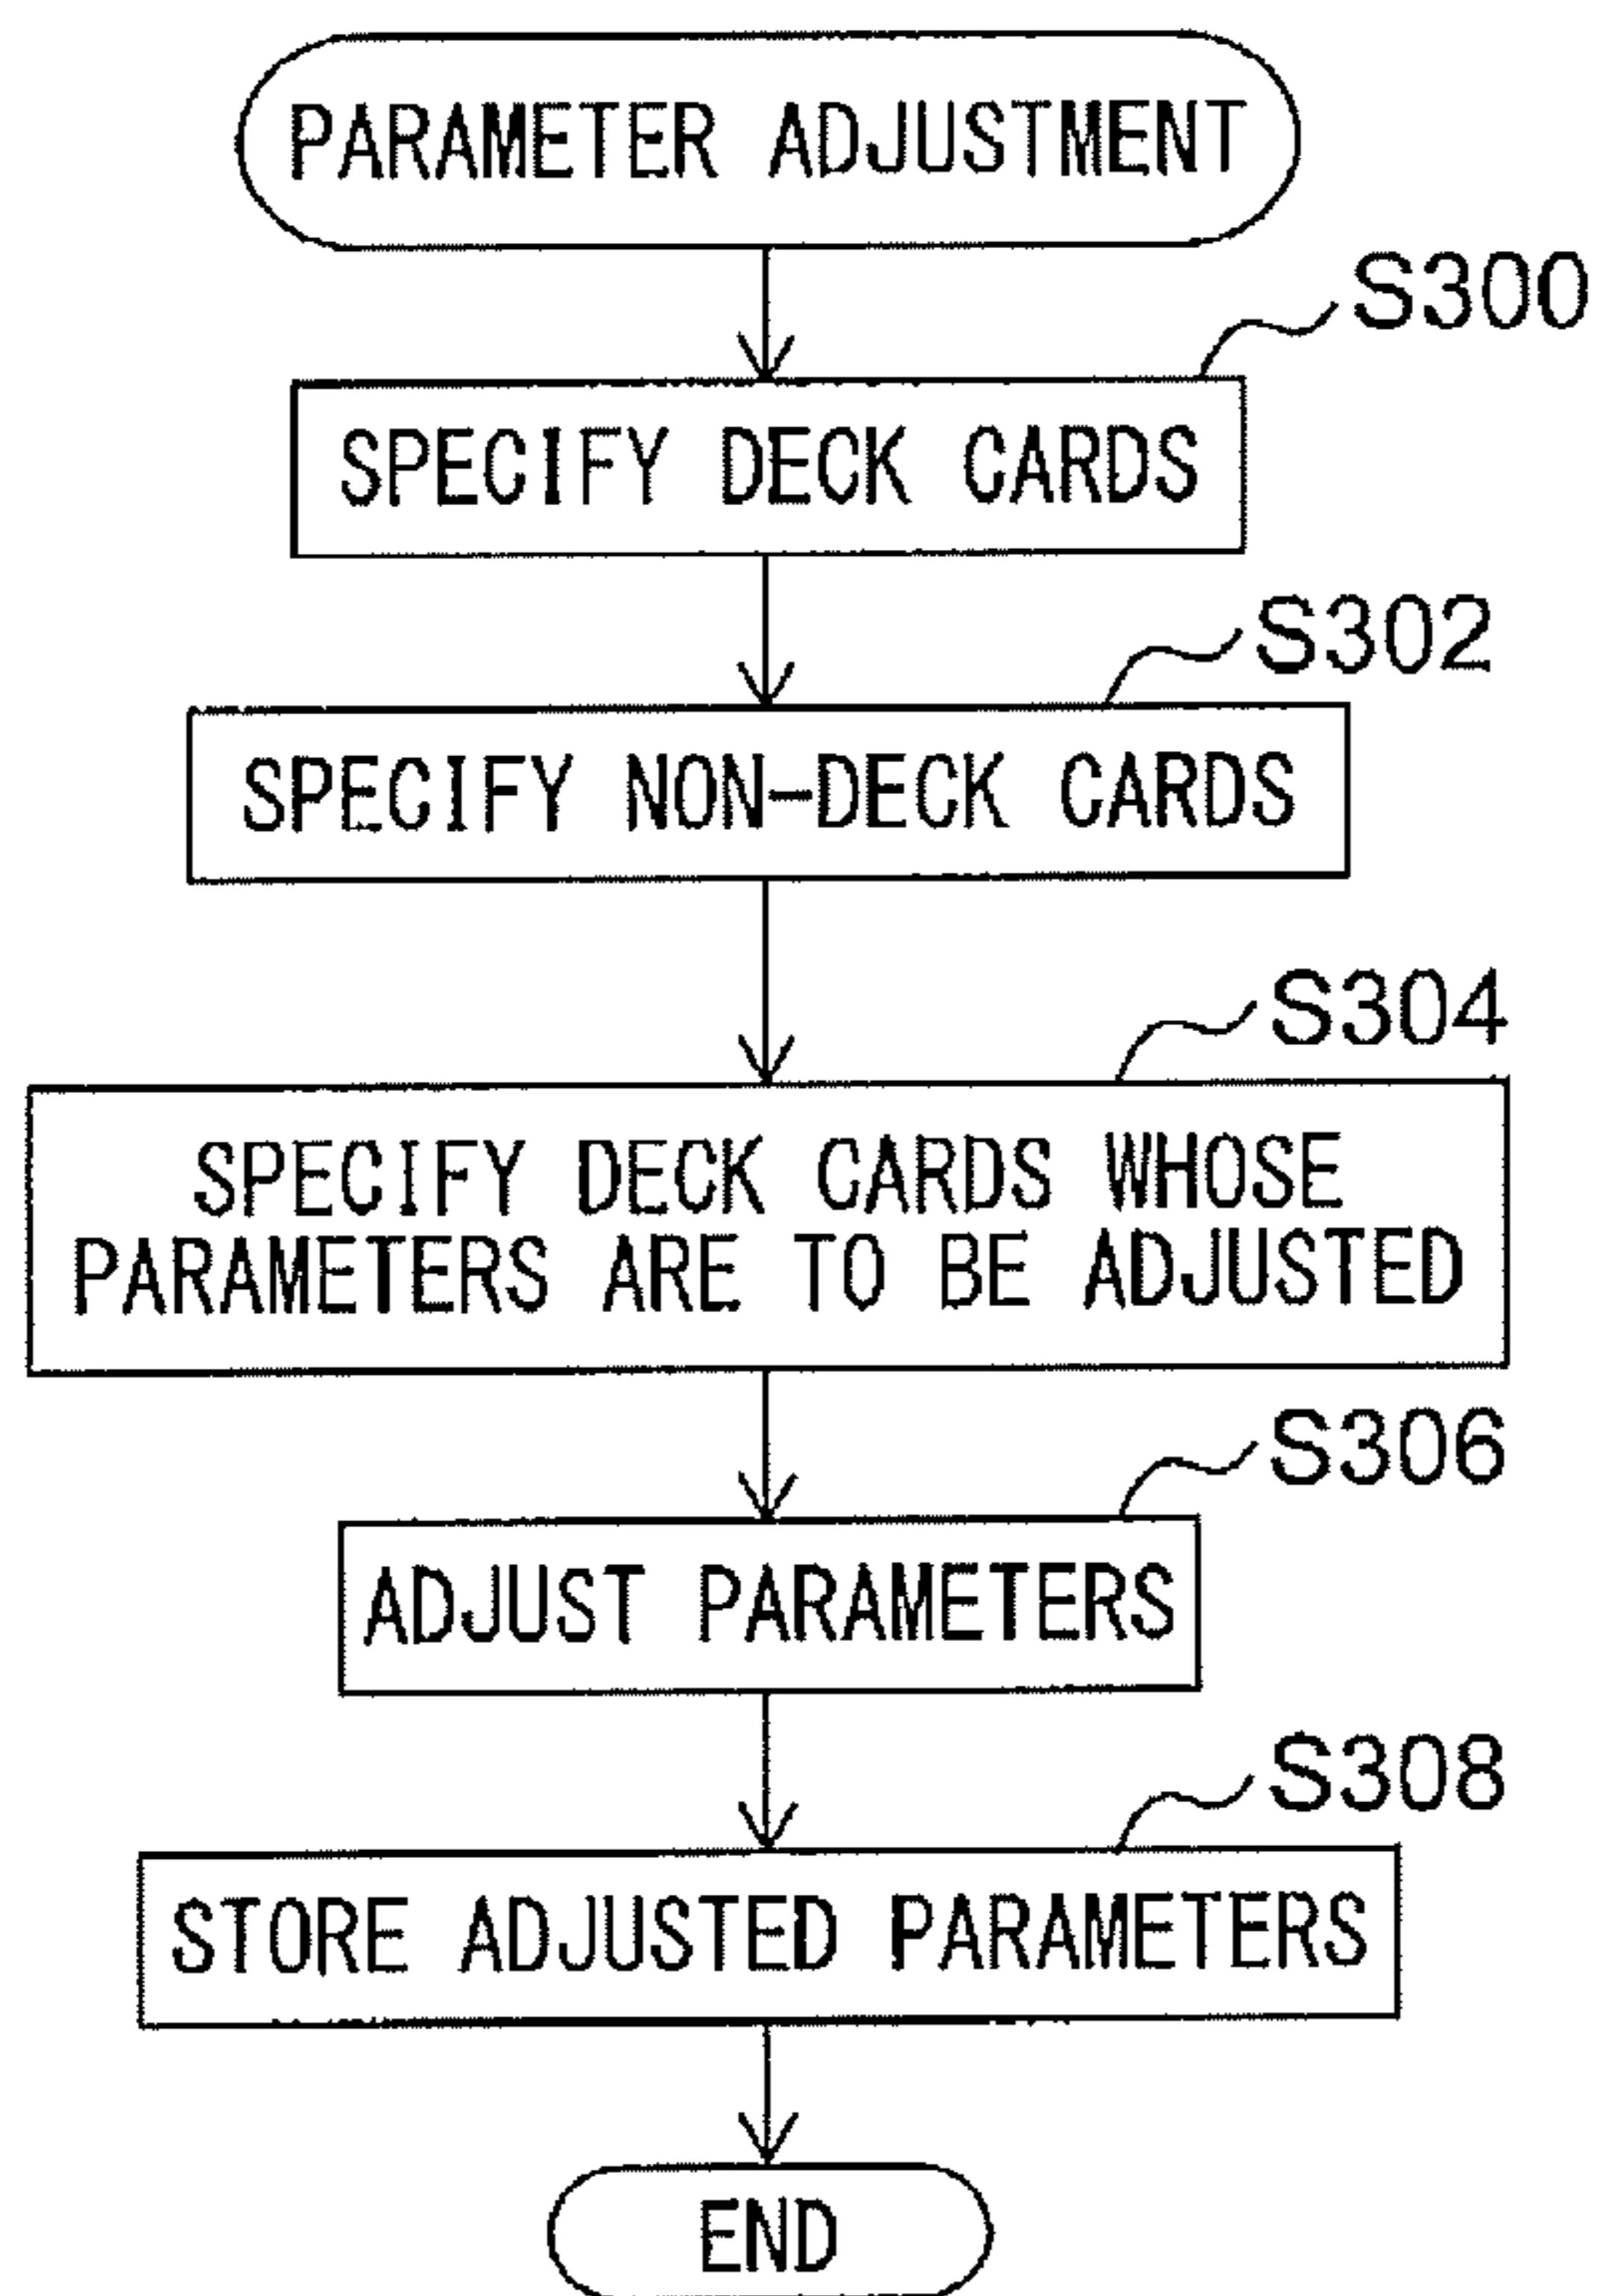 PARAMETER ADJUSTMENT
S300
SPECIFY DECK CARDS
S302
SPECIFY NON-DECK CARDS
S304
SPECIFY DECK CARDS WHOSE
PARAMETERS ARE TO BE ADJUSTED
S306
ADJUST PARAMETERS
S308
STORE ADJUSTED PARAMETERS
END